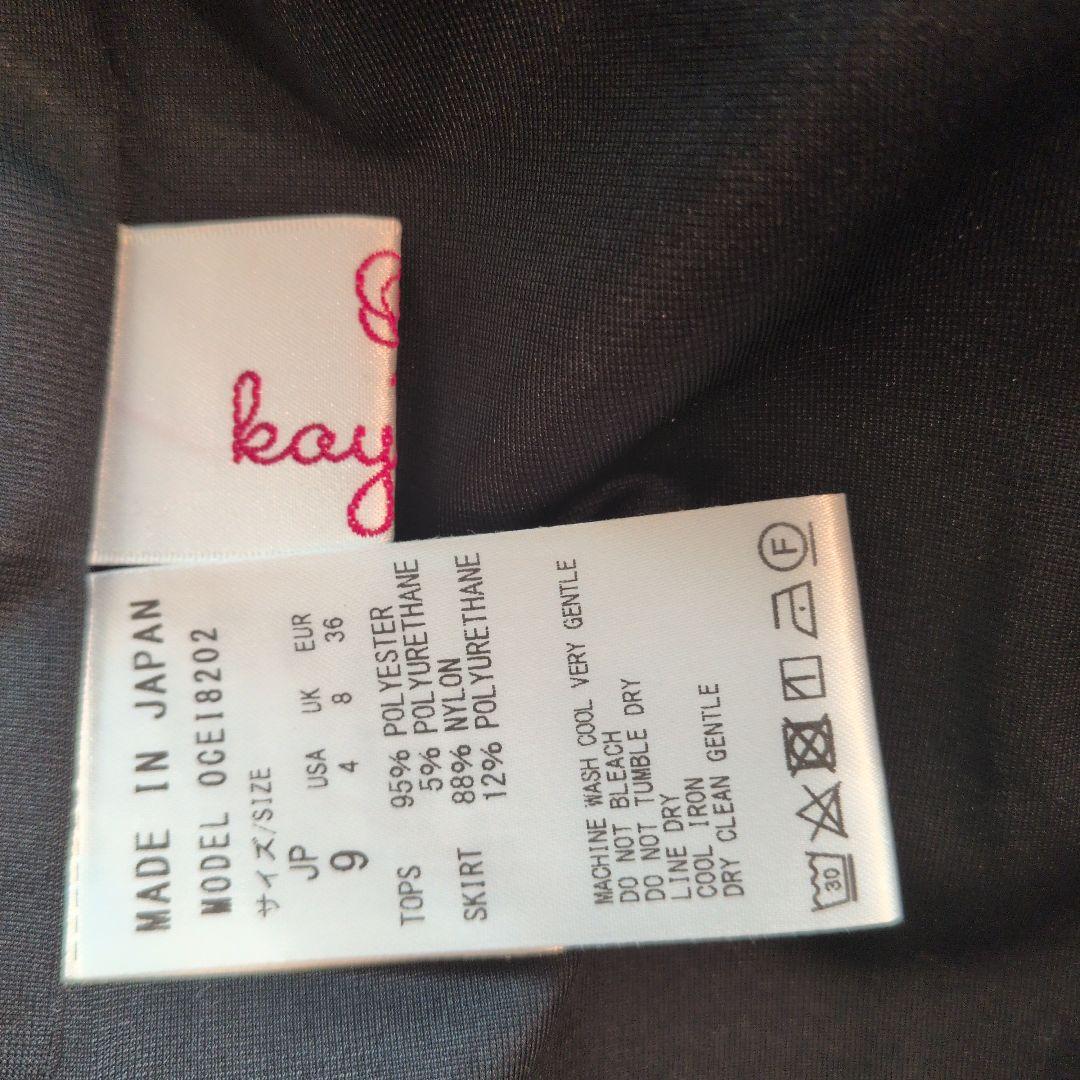 koy
MADE IN JAPAN
MODEL OCEI8202
サイズ/SIZE
JP USA UK EUR
9 4 8 36
TOPS 95% POLYESTER
5% POLYURETHANE
SKIRT 88% NYLON
12% POLYURETHANE
MACHINE WASH COOL VERY GENTLE
DO NOT BLEACH
DO NOT TUMBLE DRY
LINE DRY
COOL IRON
DRY CLEAN GENTLE
30 F